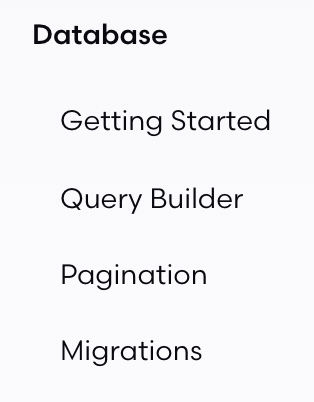 Database
Getting Started
Query Builder
Pagination
Migrations